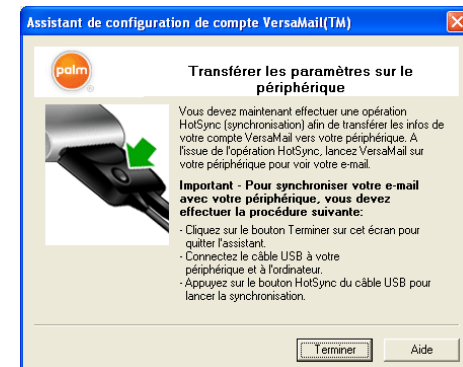 Assistant de configuration de compte VersaMail(TM)
palm
Transférer les paramètres sur le
périphérique
Vous devez maintenant effectuer une opération
HotSync (synchronisation) afin de transférer les infos de
votre compte VersaMail vers votre périphérique. A
l'issue de l'opération HotSync, lancez VersaMail sur
votre périphérique pour voir votre e-mail.
Important - Pour synchroniser votre e-mail
avec votre périphérique, vous devez
effectuer la procédure suivante:
- Cliquez sur le bouton Terminer sur cet écran pour
quitter l'assistant.
- Connectez le câble USB à votre
périphérique et à l'ordinateur.
- Appuyez sur le bouton HotSync du câble USB pour
lancer la synchronisation.
Terminer
Aide